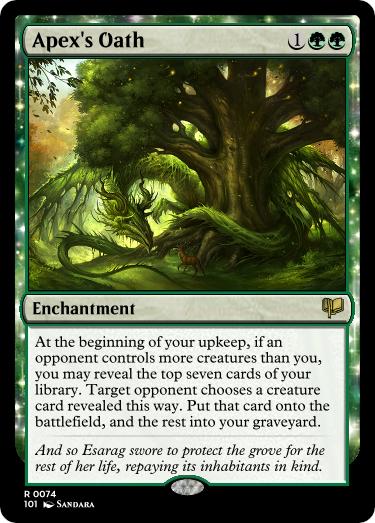 Apex's Oath 1
Enchantment
At the beginning of your upkeep, if an
opponent controls more creatures than you,
you may reveal the top seven cards of your
library. Target opponent chooses a creature
card revealed this way. Put that card onto the
battlefield, and the rest into your graveyard.
And so Esarag swore to protect the grove for the
rest of her life, repaying its inhabitants in kind.
R 0074
101 Sandara